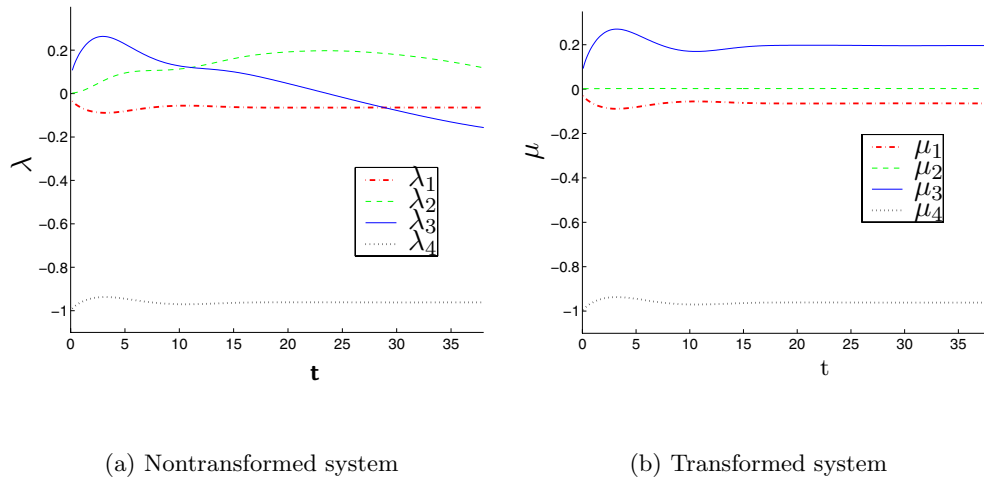 0.2
0
−0.2
−0.4
−0.6
−0.8
−1
λ
0 5 10 15 20 25 30 35
t
λ1
λ2
λ3
λ4
(a) Nontransformed system
0.2
0
−0.2
−0.4
−0.6
−0.8
−1
μ
0 5 10 15 20 25 30 35
t
μ1
μ2
μ3
μ4
(b) Transformed system